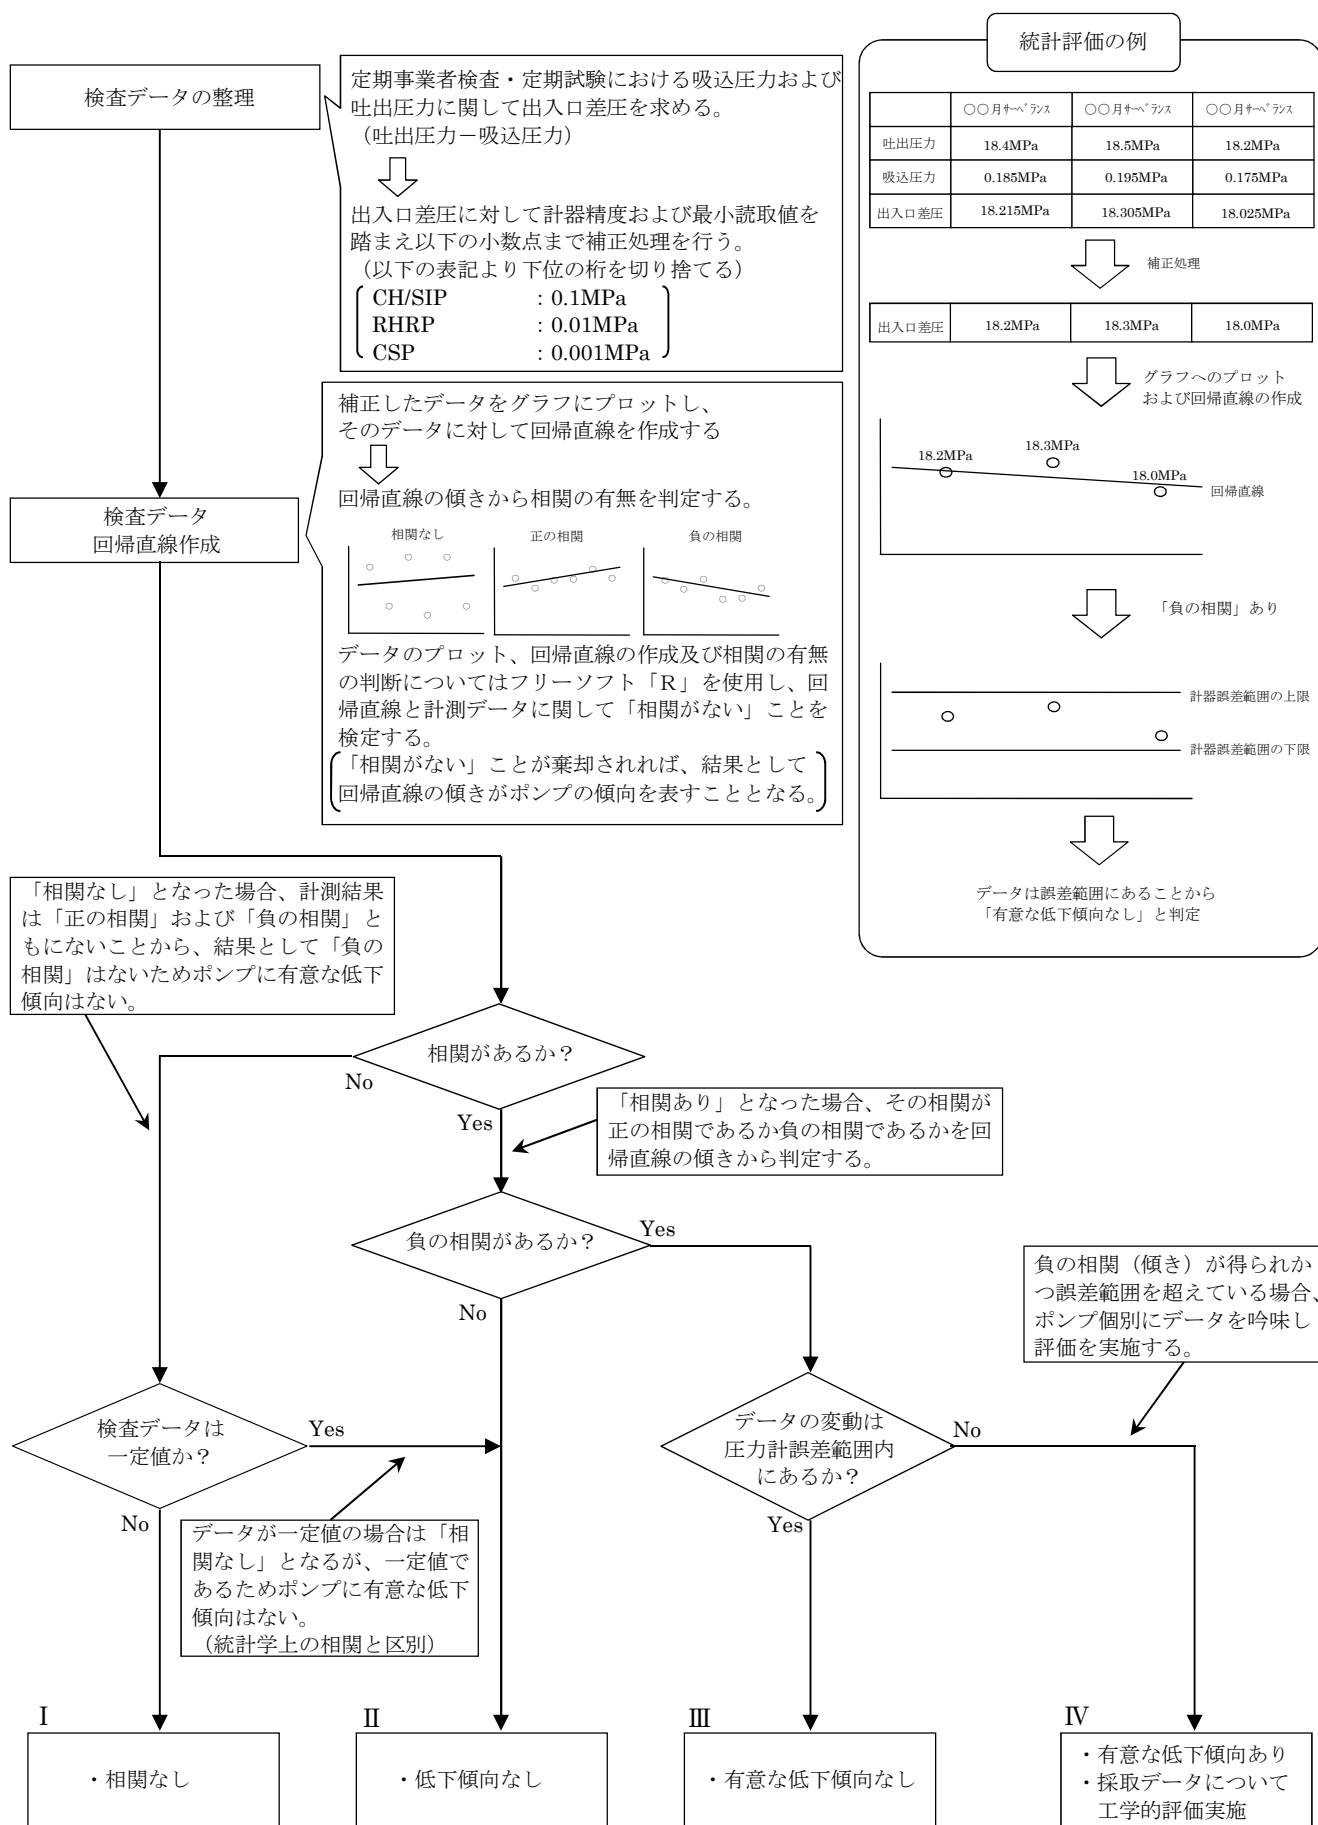 検査データの整理
定期事業者検査・定期試験における吸込圧力および
吐出圧力に関して出入口差圧を求める。
（吐出圧力－吸込圧力）
出入口差圧に対して計器精度および最小読取値を
踏まえ以下の小数点まで補正処理を行う。
（以下の表記より下位の桁を切り捨てる）
CH/SIP : 0.1MPa
RHRP : 0.01MPa
CSP : 0.001MPa
検査データ
回帰直線作成
補正したデータをグラフにプロットし、
そのデータに対して回帰直線を作成する
回帰直線の傾きから相関の有無を判定する。
相関なし 正の相関 負の相関
データのプロット、回帰直線の作成及び相関の有無
の判断についてはフリーソフト「Ｒ」を使用し、回
帰直線と計測データに関して「相関がない」ことを
検定する。
「相関がない」ことが棄却されれば、結果として
回帰直線の傾きがポンプの傾向を表すこととなる。
統計評価の例
○○月ｻｰﾍﾞﾗﾝｽ ○○月ｻｰﾍﾞﾗﾝｽ ○○月ｻｰﾍﾞﾗﾝｽ
吐出圧力 18.4MPa 18.5MPa 18.2MPa
吸込圧力 0.185MPa 0.195MPa 0.175MPa
出入口差圧 18.215MPa 18.305MPa 18.025MPa
補正処理
出入口差圧 18.2MPa 18.3MPa 18.0MPa
グラフへのプロット
および回帰直線の作成
18.2MPa
18.3MPa
18.0MPa
回帰直線
「負の相関」あり
計器誤差範囲の上限
計器誤差範囲の下限
データは誤差範囲にあることから
「有意な低下傾向なし」と判定
「相関なし」となった場合、計測結果
は「正の相関」および「負の相関」と
もにないことから、結果として「負の
相関」はないためポンプに有意な低下
傾向はない。
相関があるか？
No
Yes
「相関あり」となった場合、その相関が
正の相関であるか負の相関であるかを回
帰直線の傾きから判定する。
負の相関があるか？
Yes
No
負の相関（傾き）が得られか
つ誤差範囲を超えている場合、
ポンプ個別にデータを吟味し
評価を実施する。
検査データは
一定値か？
Yes
No
データが一定値の場合は「相
関なし」となるが、一定値で
あるためポンプに有意な低下
傾向はない。
（統計学上の相関と区別）
データの変動は
圧力計誤差範囲内
にあるか？
No
Yes
Ⅰ
・相関なし
Ⅱ
・低下傾向なし
Ⅲ
・有意な低下傾向なし
Ⅳ
・有意な低下傾向あり
・採取データについて
工学的評価実施